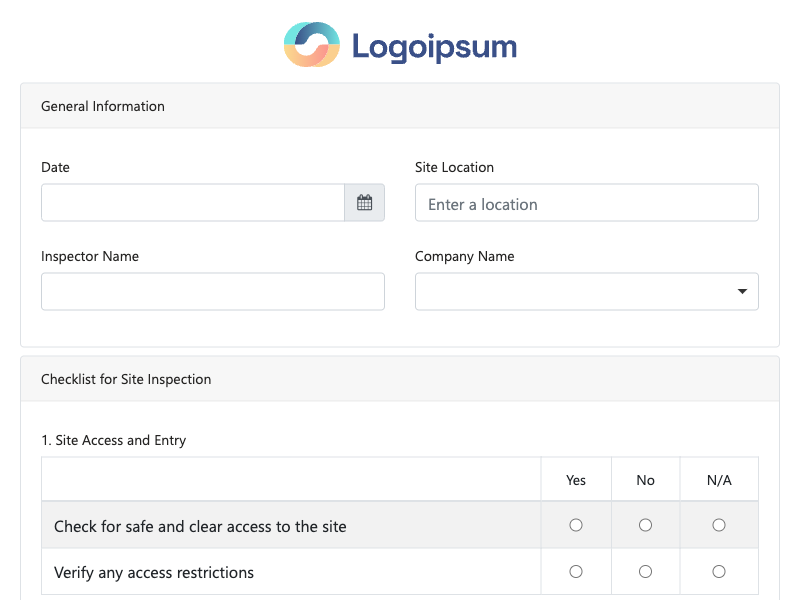 Logoipsum
General Information
Date
Site Location
Enter a location
Inspector Name
Company Name
Checklist for Site Inspection
1. Site Access and Entry
Yes No N/A
Check for safe and clear access to the site
Verify any access restrictions